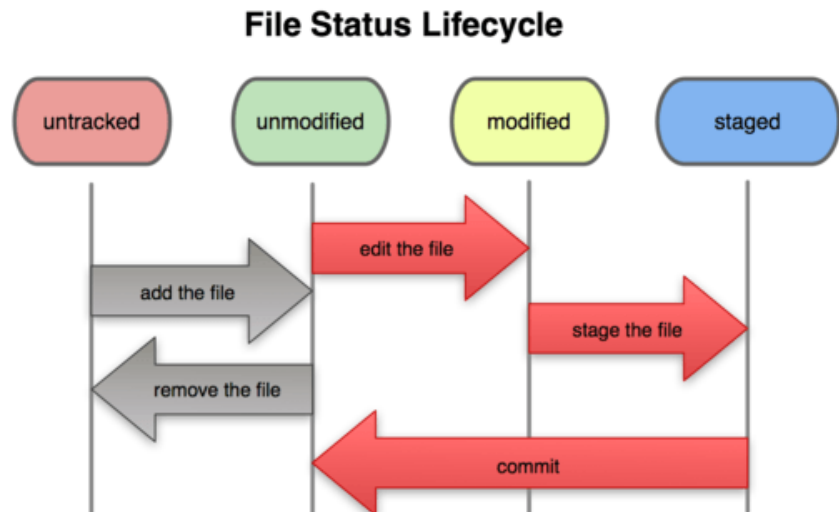 File Status Lifecycle
untracked
unmodified
modified
staged
edit the file
add the file
stage the file
remove the file
commit